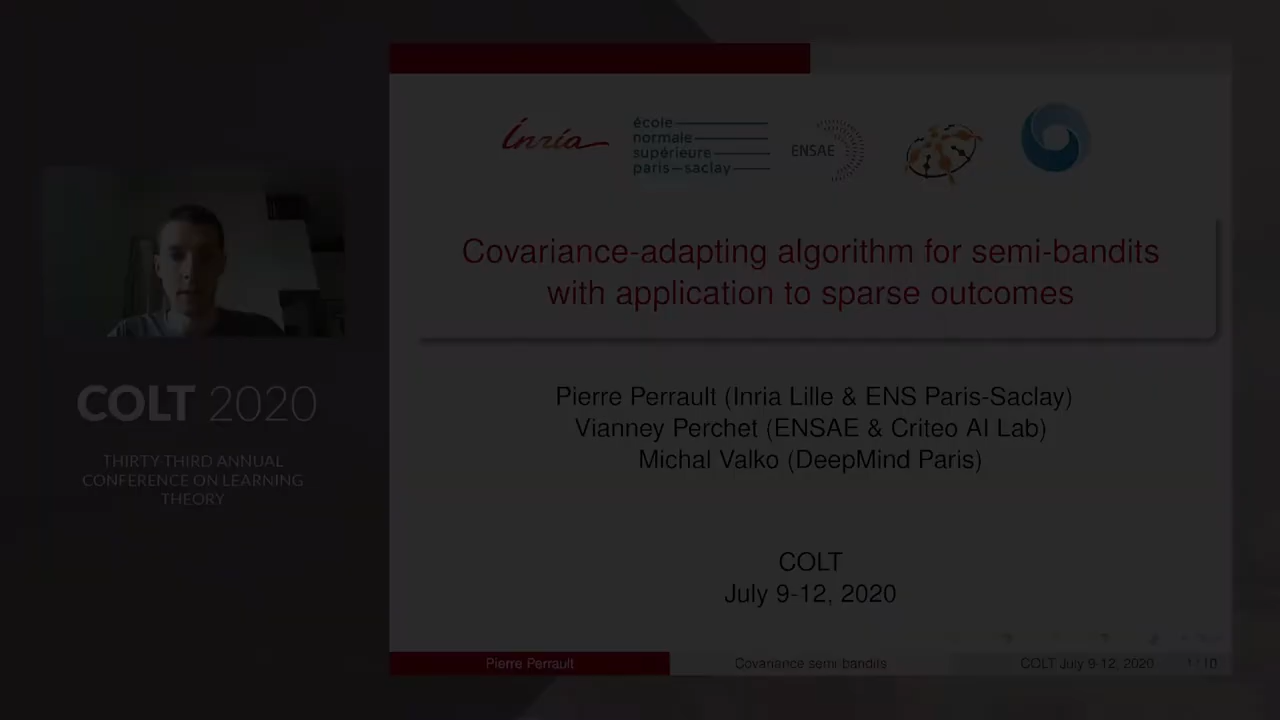 COLT 2020
THIRTY THIRD ANNUAL
CONFERENCE ON LEARNING
THEORY
Inria
école
normale
supérieure
paris-saclay
ENSAE
Covariance-adapting algorithm for semi-bandits
with application to sparse outcomes
Pierre Perrault (Inria Lille & ENS Paris-Saclay)
Vianney Perchet (ENSAE & Criteo AI Lab)
Michal Valko (DeepMind Paris)
COLT
July 9-12, 2020
Pierre Perrault
Covariance semi bandits
COLT July 9-12, 2020
1 / 10